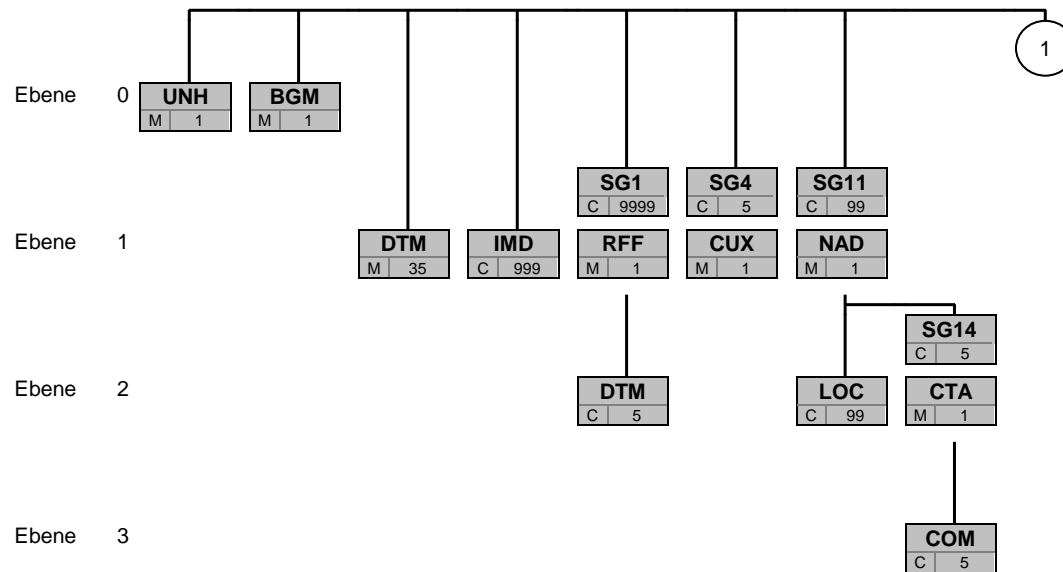 1
Ebene 0 UNH BGM
M 1 M 1
SG1 SG4 SG11
C 9999 C 5 C 99
Ebene 1 DTM IMD RFF CUX NAD
M 35 C 999 M 1 M 1 M 1
SG14
C 5
Ebene 2 DTM LOC CTA
C 5 C 99 M 1
Ebene 3 COM
C 5